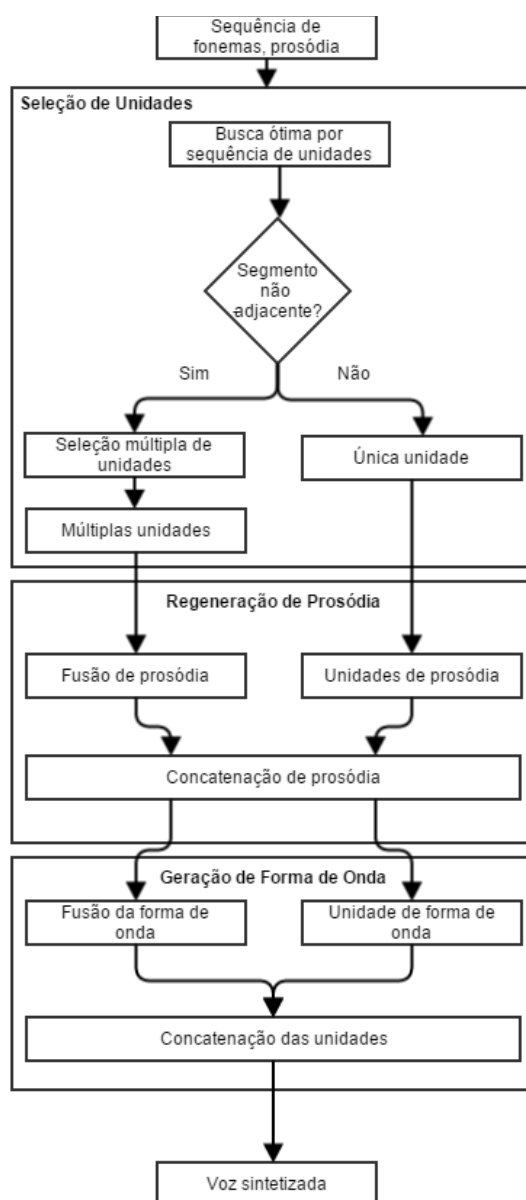 Sequência de
fonemas, prosódia
Seleção de Unidades
Busca ótima por
sequência de unidades
Segmento
não
adjacente?
Sim
Não
Seleção múltipla de
unidades
Única unidade
Múltiplas unidades
Regeneração de Prosódia
Fusão de prosódia
Unidades de prosódia
Concatenação de prosódia
Geração de Forma de Onda
Fusão da forma de
onda
Unidade de forma de
onda
Concatenação das unidades
Voz sintetizada